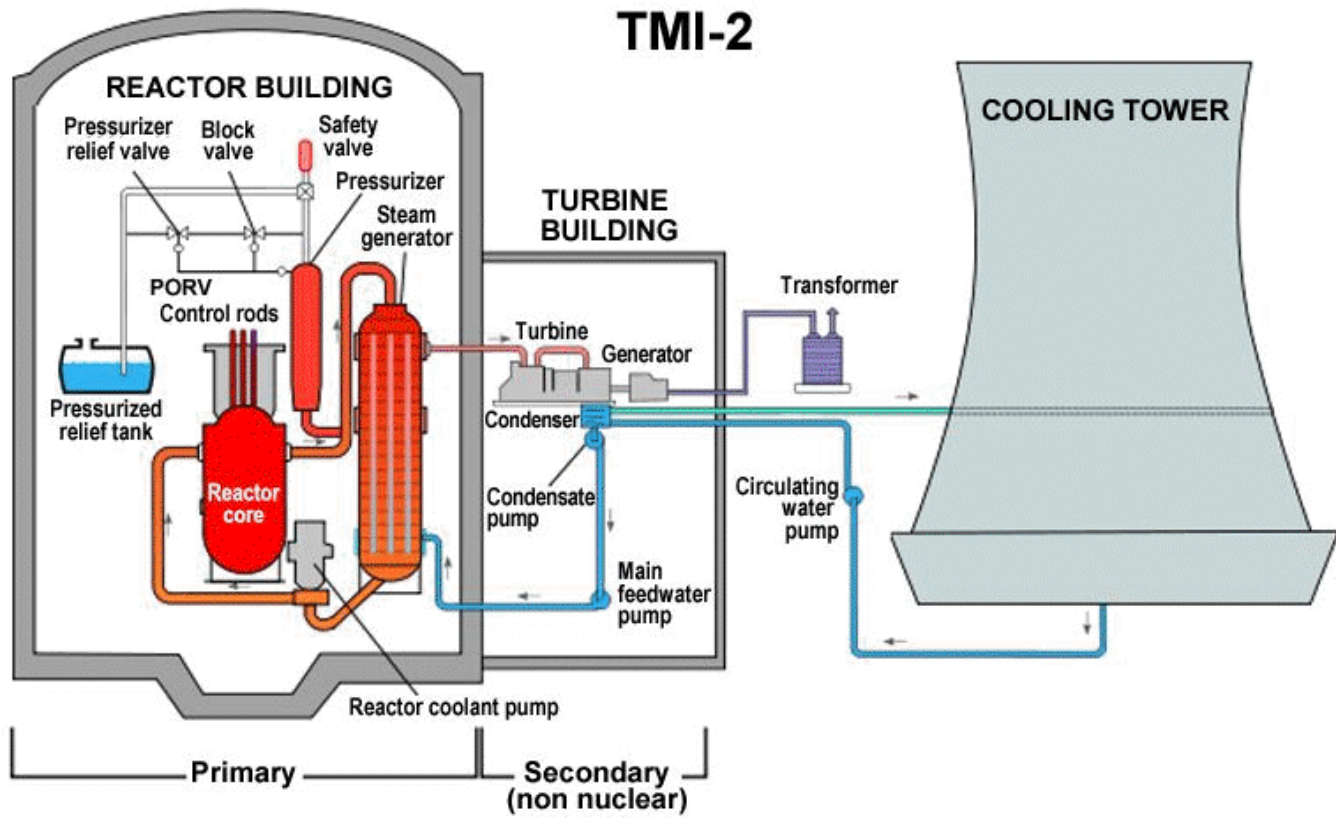 TMI-2
REACTOR BUILDING
COOLING TOWER
Pressurizer
relief valve
Block
valve
Safety
valve
Pressurizer
Steam
generator
TURBINE
BUILDING
PORV
Control rods
Transformer
Turbine
Generator
Pressurized
relief tank
Condenser
Reactor
core
Condensate
pump
Circulating
water
pump
Main
feedwater
pump
Reactor coolant pump
Primary
Secondary
(non nuclear)